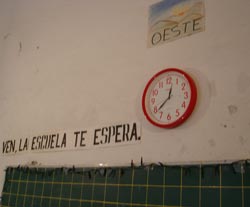 OESTE
VEN, LA ESCUELA TE ESPERA.